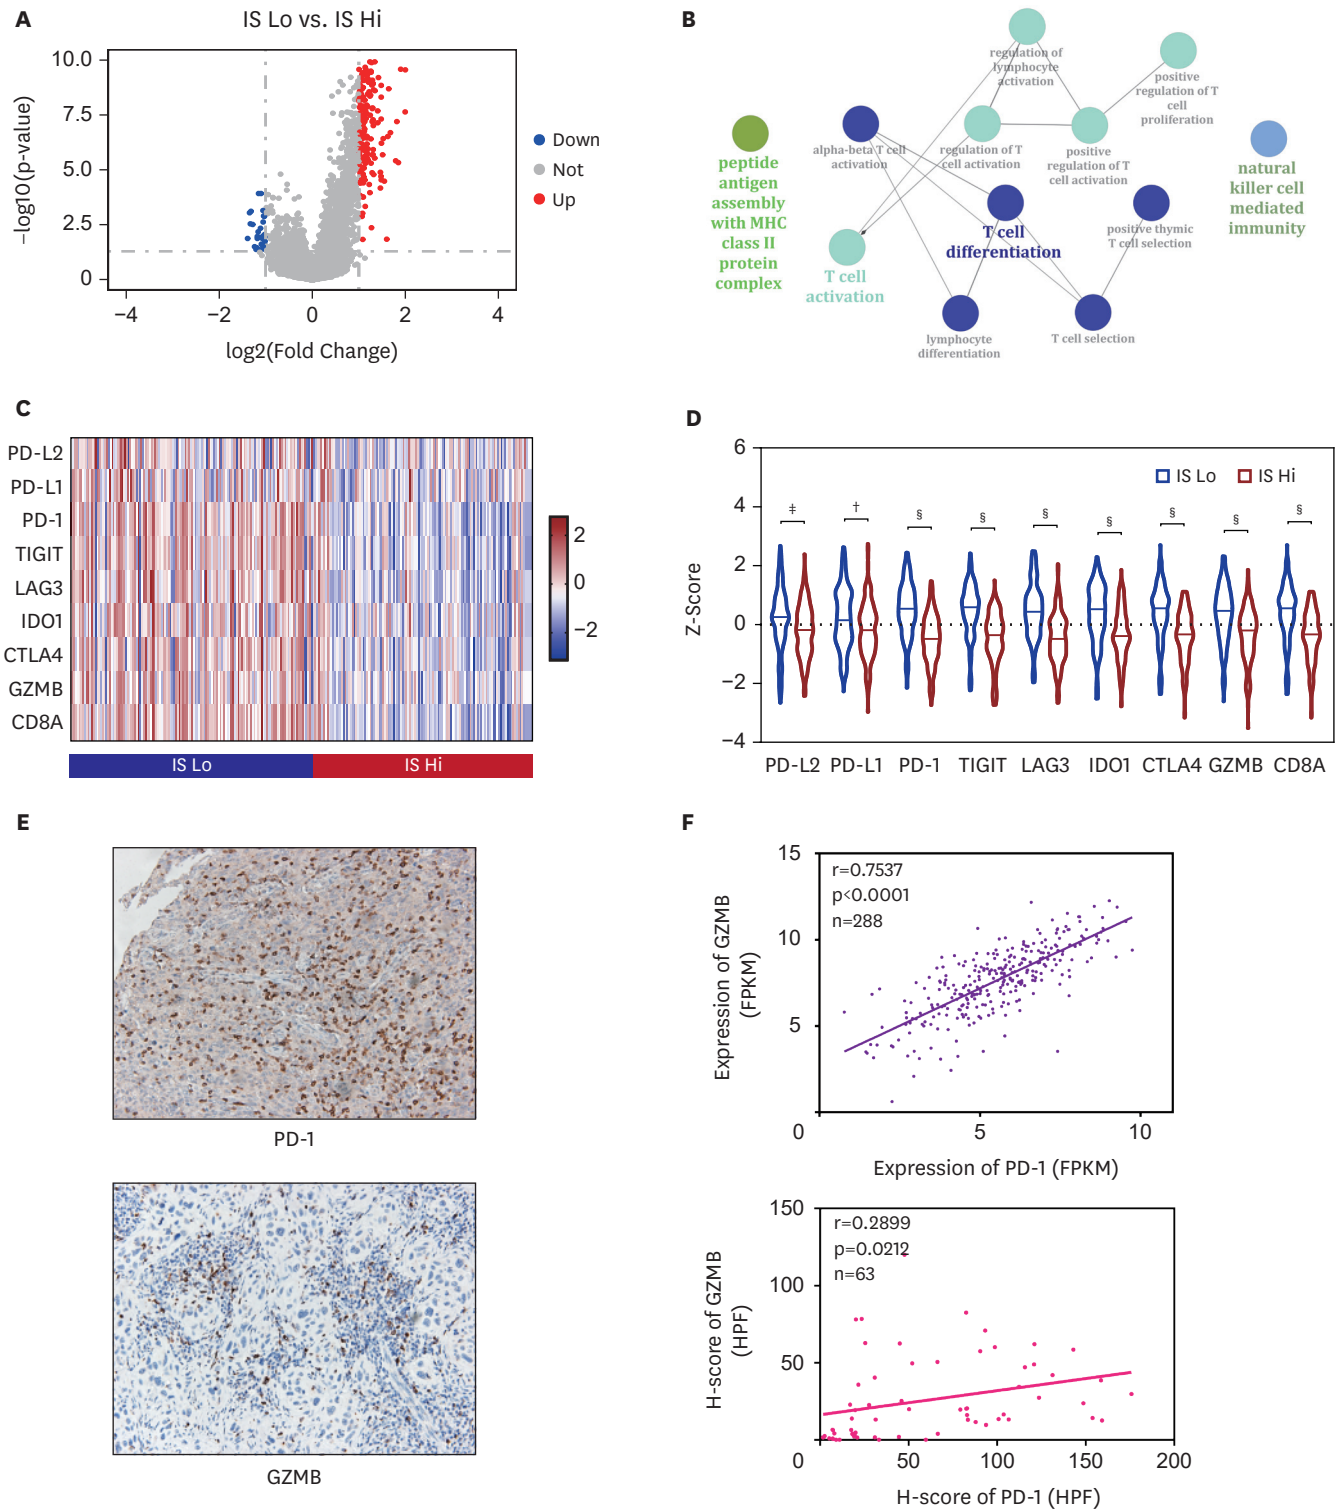 A
IS Lo vs. IS Hi
−log10(p-value)
10.0
7.5
5.0
2.5
0
−4
−2
0
2
4
log2(Fold Change)
Down
Not
Up
B
regulation of
lymphocyte
activation
positive
regulation of T
cell
proliferation
alpha-beta T cell
activation
regulation of T
cell activation
positive
regulation of T
cell activation
peptide
antigen
assembly
with MHC
class II
protein
complex
natural
killer cell
mediated
immunity
T cell
differentiation
positive thymic
T cell selection
T cell
activation
lymphocyte
differentiation
T cell selection
C
PD-L2
PD-L1
PD-1
TIGIT
LAG3
IDO1
CTLA4
GZMB
CD8A
2
0
−2
IS Lo
IS Hi
D
Z-Score
6
4
2
0
−2
−4
IS Lo
IS Hi
‡ † § § § § § § §
PD-L2 PD-L1 PD-1 TIGIT LAG3 IDO1 CTLA4 GZMB CD8A
E
PD-1
GZMB
F
Expression of GZMB
(FPKM)
15
10
5
0
r=0.7537
p<0.0001
n=288
5
10
Expression of PD-1 (FPKM)
H-score of GZMB
(HPF)
150
100
50
0
r=0.2899
p=0.0212
n=63
50
100
150
200
H-score of PD-1 (HPF)